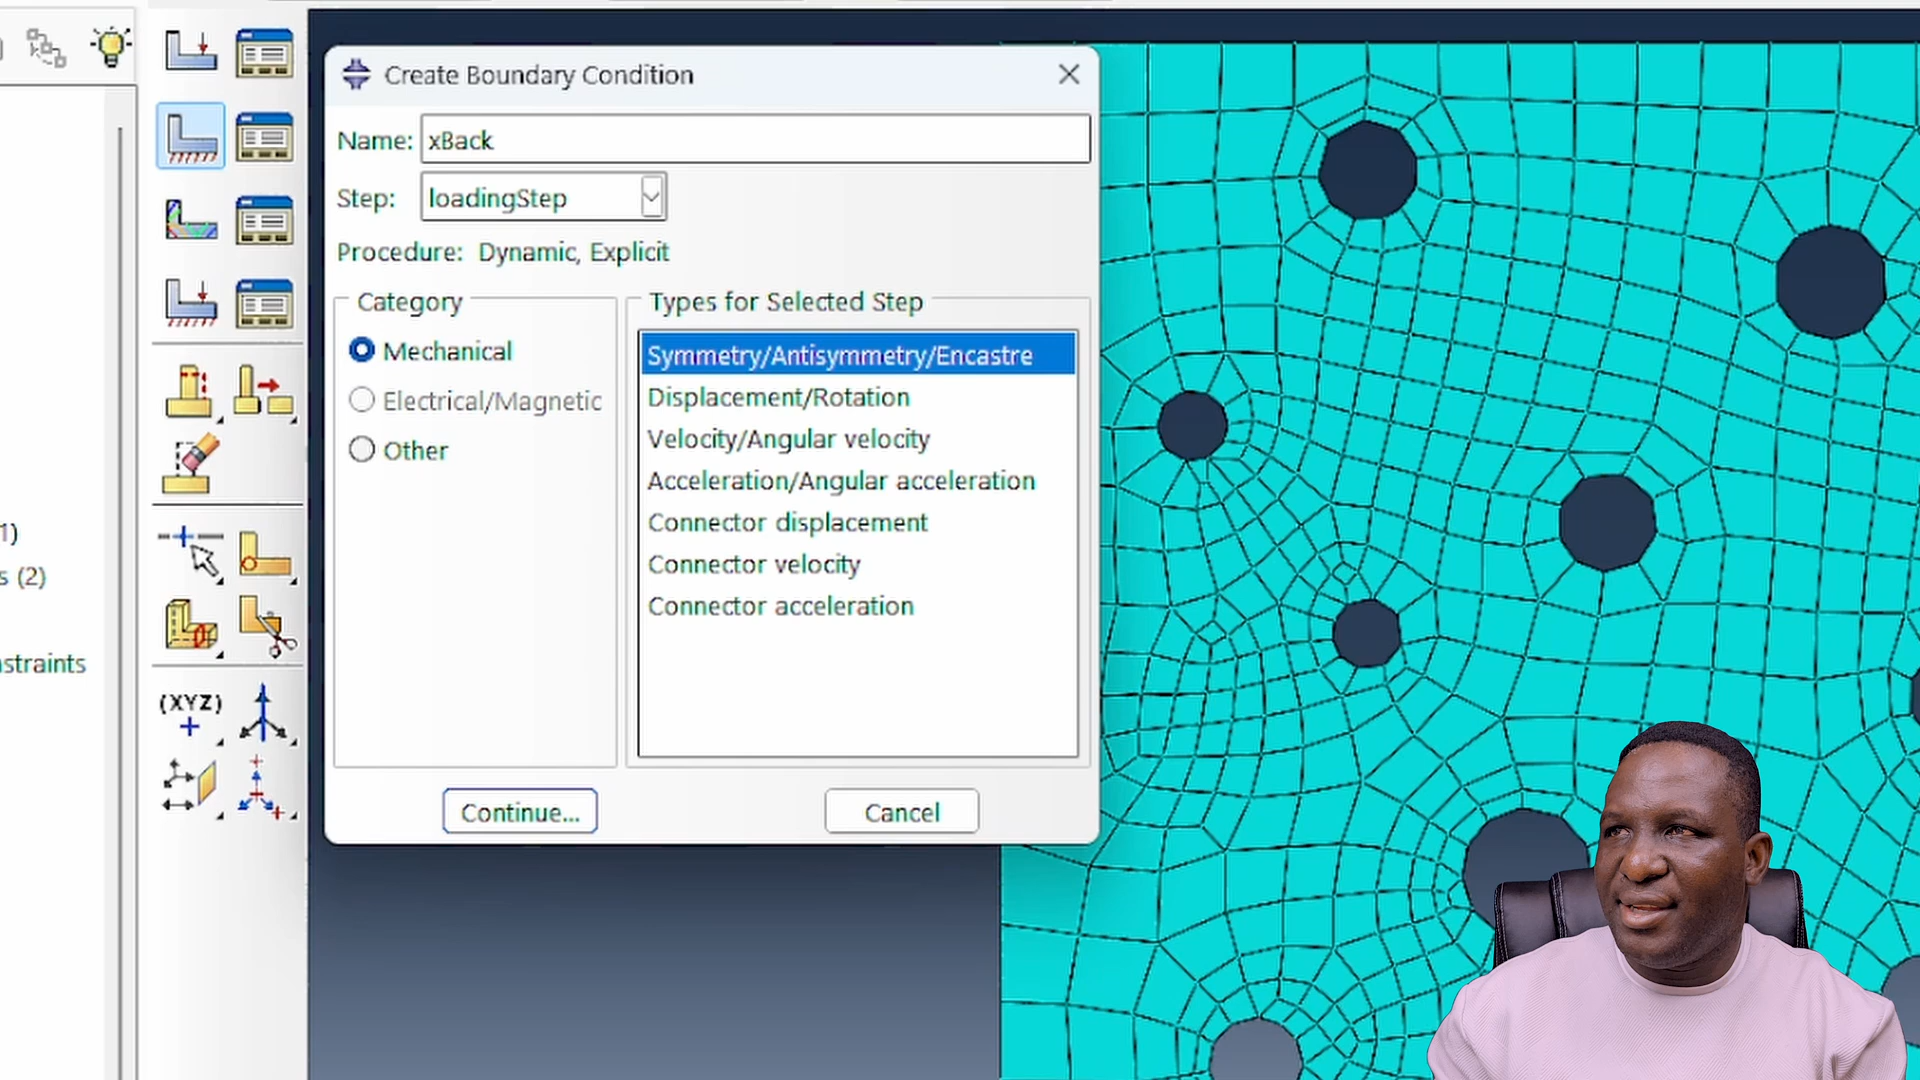 Create Boundary Condition
Name: xBack
Step: loadingStep
Procedure: Dynamic, Explicit
Category
Mechanical
Electrical/Magnetic
Other
Types for Selected Step
Symmetry/Antisymmetry/Encastre
Displacement/Rotation
Velocity/Angular velocity
Acceleration/Angular acceleration
Connector displacement
Connector velocity
Connector acceleration
Continue...
Cancel
1)
s (2)
straints
(XYZ)